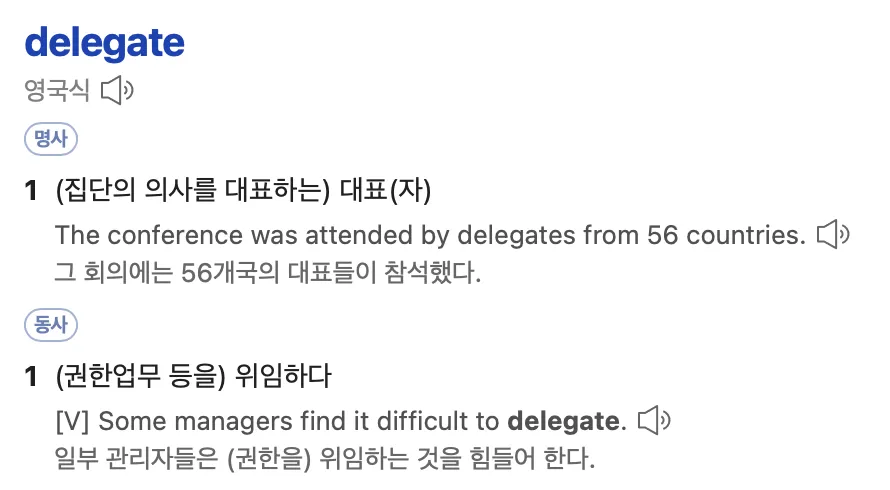 delegate
영국식
명사
1 (집단의 의사를 대표하는) 대표(자)
The conference was attended by delegates from 56 countries.
그 회의에는 56개국의 대표들이 참석했다.
동사
1 (권한업무 등을) 위임하다
[V] Some managers find it difficult to delegate.
일부 관리자들은 (권한을) 위임하는 것을 힘들어 한다.